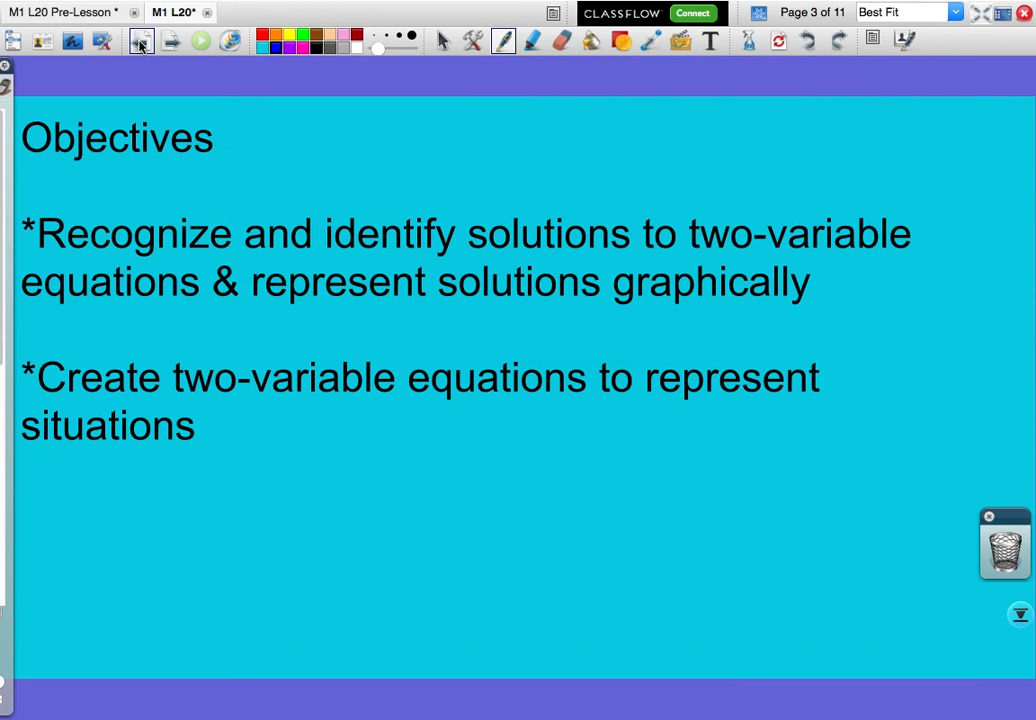 M1 L20 Pre-Lesson *
M1 L20*
CLASSFLOW
Connect
Page 3 of 11
Best Fit
T
Objectives
*Recognize and identify solutions to two-variable
equations & represent solutions graphically
*Create two-variable equations to represent
situations